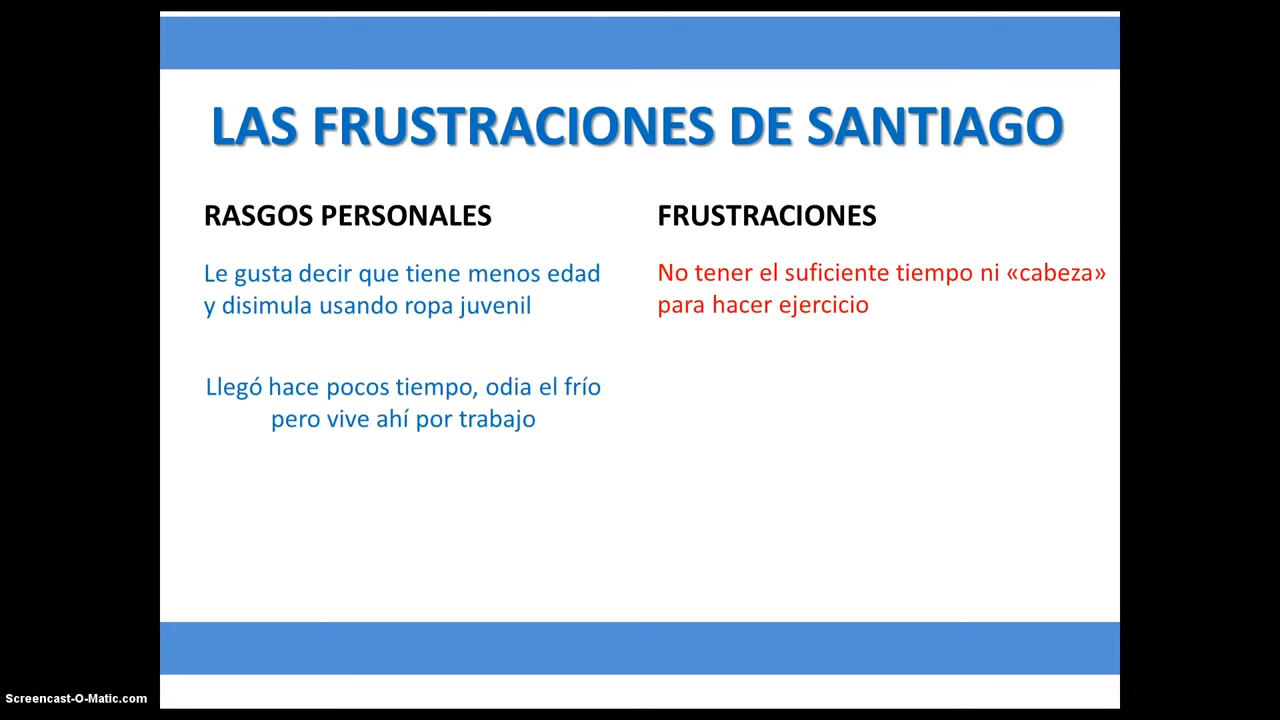 LAS FRUSTRACIONES DE SANTIAGO
RASGOS PERSONALES
Le gusta decir que tiene menos edad
y disimula usando ropa juvenil
Llegó hace pocos tiempo, odia el frío
pero vive ahí por trabajo
FRUSTRACIONES
No tener el suficiente tiempo ni «cabeza»
para hacer ejercicio
Screencast-O-Matic.com